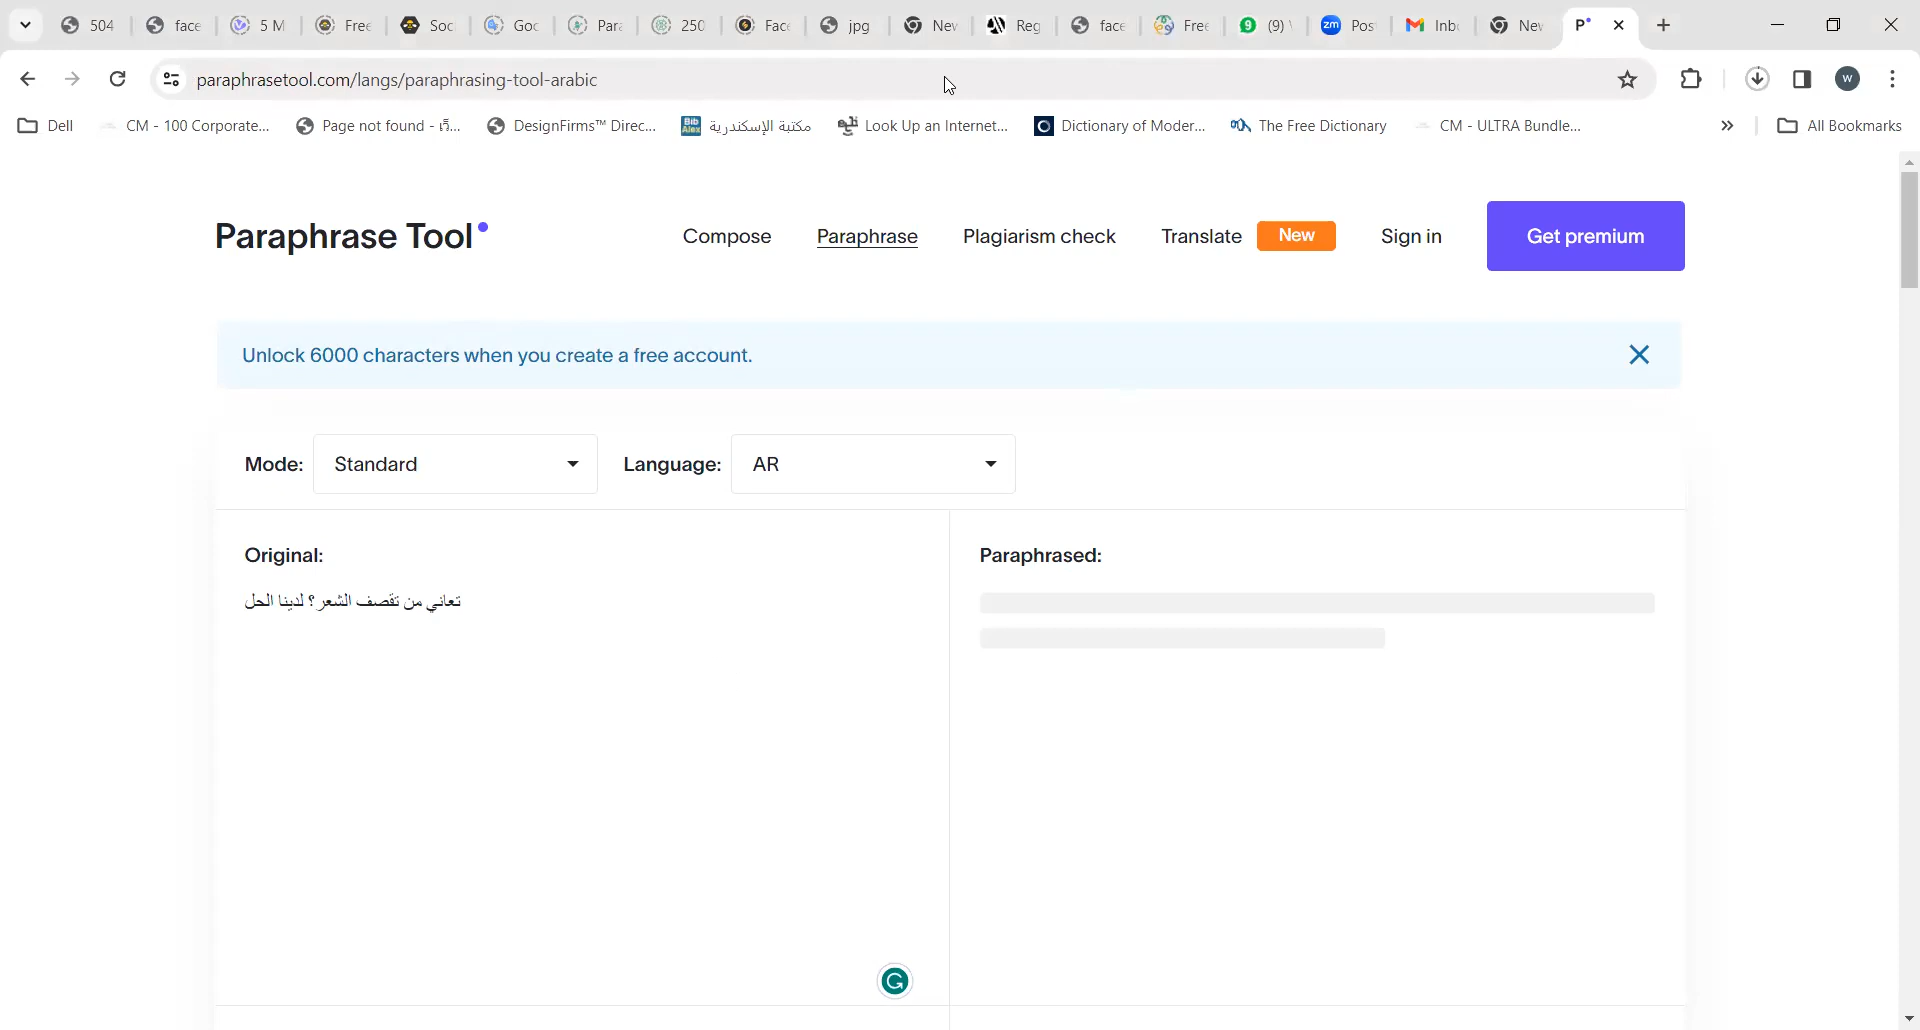 504
face
5 M
Free
Soc
Goo
Para
250
Face
jpg
New
Reg
face
Free
(9)
Pos
Inb
New
P
paraphrasetool.com/langs/paraphrasing-tool-arabic
W
Dell
CM - 100 Corporate...
Page not found -
DesignFirms™ Direc...
مكتبة الإسكندرية
Look Up an Internet...
Dictionary of Moder...
The Free Dictionary
CM - ULTRA Bundle...
All Bookmarks
Paraphrase Tool
Compose
Paraphrase
Plagiarism check
Translate
New
Sign in
Get premium
Unlock 6000 characters when you create a free account.
Mode:
Standard
Language:
AR
Original:
Paraphrased:
تعاني من تقصف الشعر؟ لدينا الحل